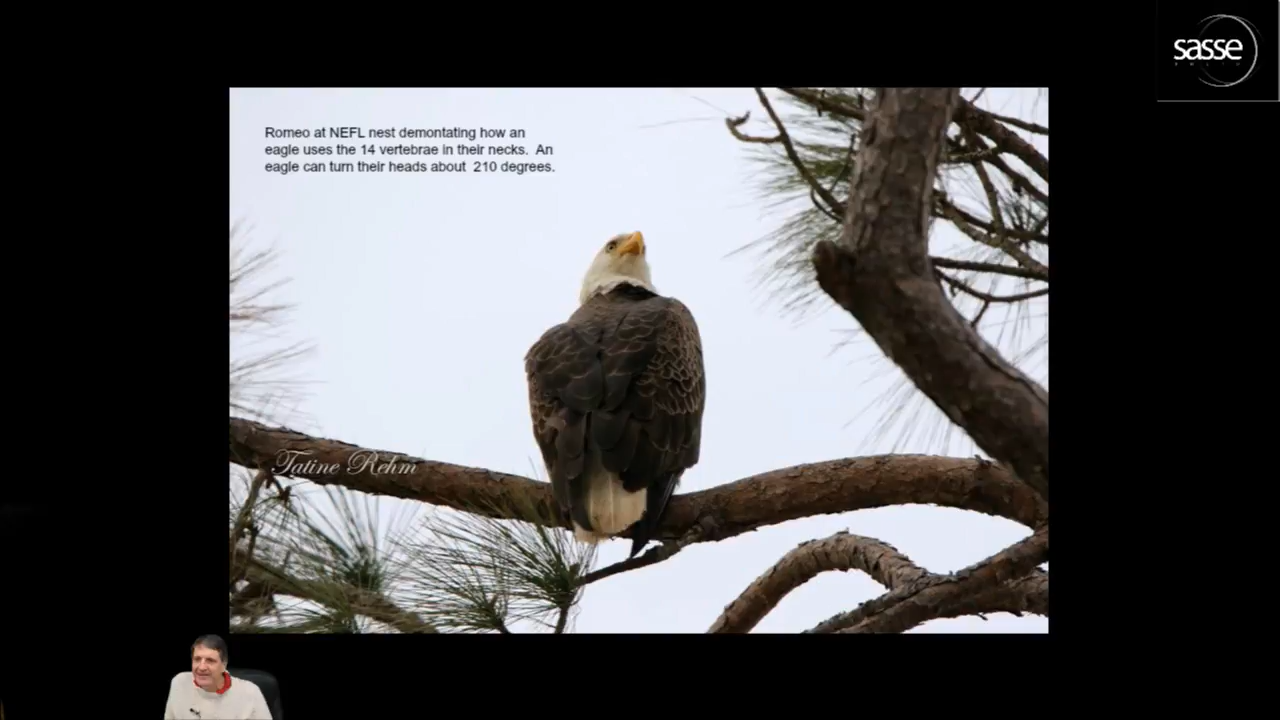 sasse
Romeo at NEFL nest demontating how an
eagle uses the 14 vertebrae in their necks.  An
eagle can turn their heads about  210 degrees.
Tatine Rehm